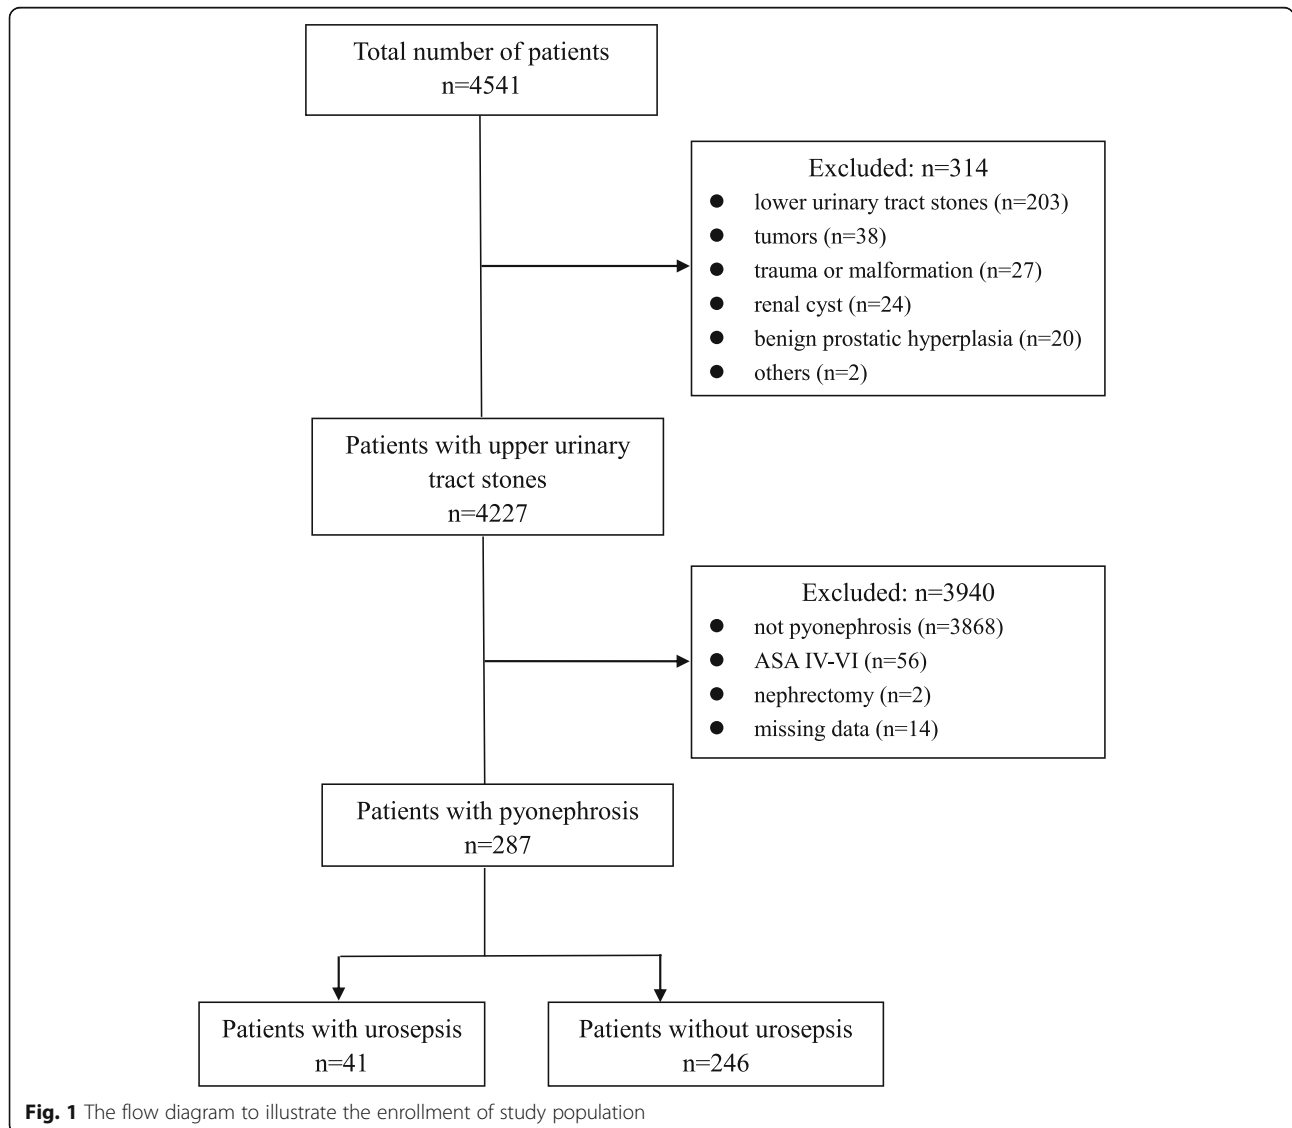 Total number of patients
n=4541
Excluded: n=314
● lower urinary tract stones (n=203)
● tumors (n=38)
● trauma or malformation (n=27)
● renal cyst (n=24)
● benign prostatic hyperplasia (n=20)
● others (n=2)
Patients with upper urinary
tract stones
n=4227
Excluded: n=3940
● not pyonephrosis (n=3868)
● ASA IV-VI (n=56)
● nephrectomy (n=2)
● missing data (n=14)
Patients with pyonephrosis
n=287
Patients with urosepsis
n=41
Patients without urosepsis
n=246
Fig. 1 The flow diagram to illustrate the enrollment of study population